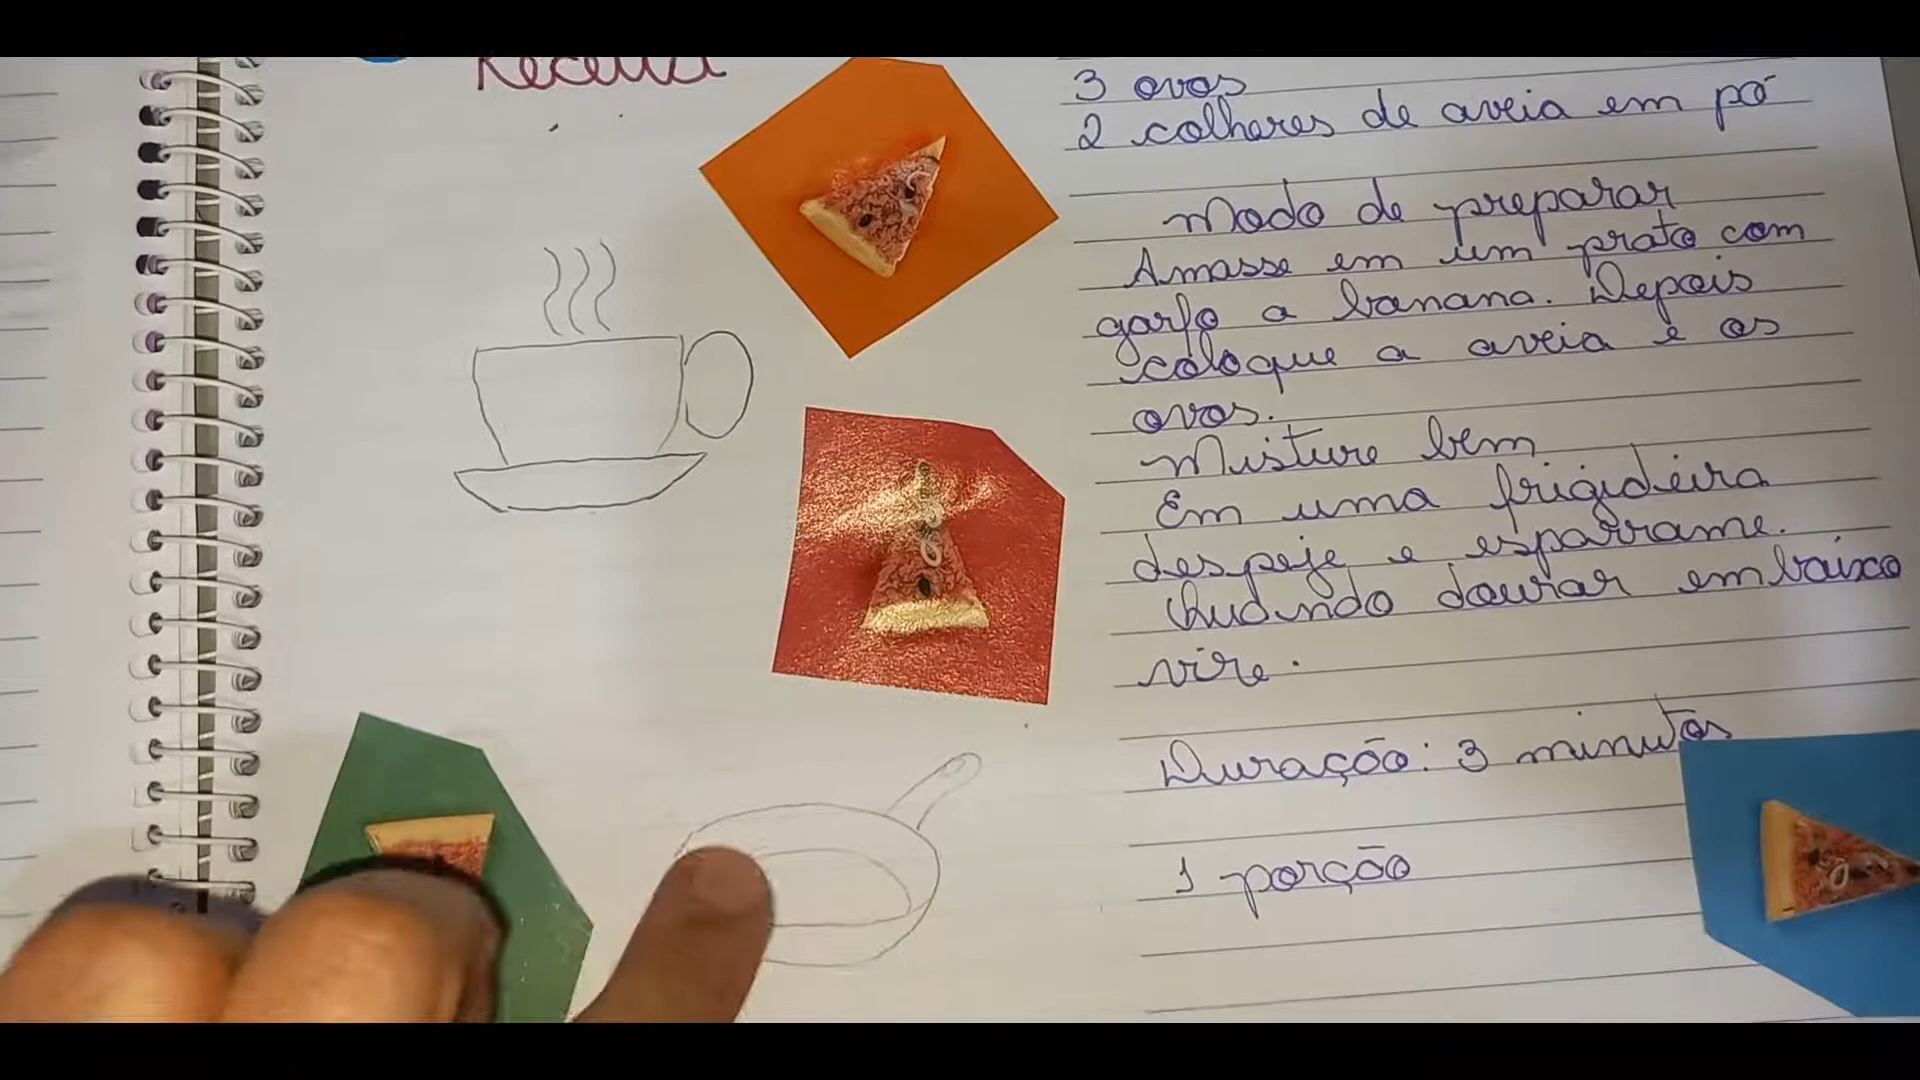 Receita
3 ovos
2 colheres de aveia em pó
Modo de preparar
Amasse em um prato com
garfo a banana. Depois
coloque a aveia e os
ovos.
Misture bem
Em uma frigideira
despeje e esparrame.
Quando dourar embaixo
vire.
Duração: 3 minutos
1 porção